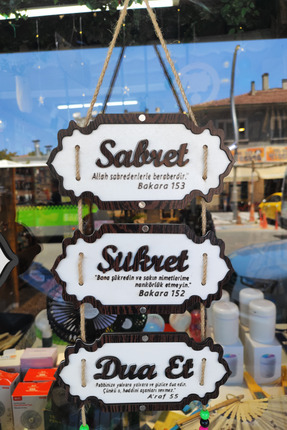 Sabret
"Allah sabredenlerle beraberdir."
Bakara 153
Şükret
"Bana şükredin ve sakın nimetlerime
nankörlük etmeyin."
Bakara 152
Dua Et
Rabbinize yalvara yakara ve gizlice dua edin.
Çünkü o, haddini aşanları sevmez."
A'raf 55